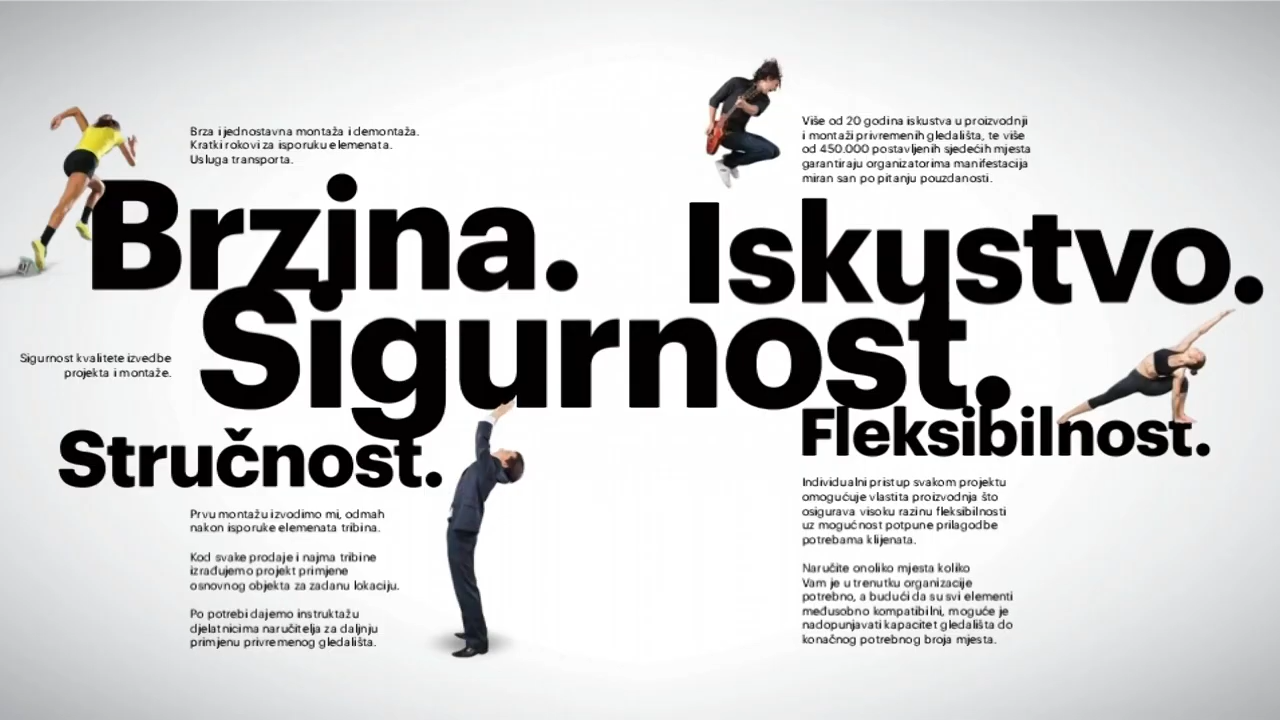 Brza i jednostavna montaža i demontaža.
Kratki rokovi za isporuku elemenata.
Usluga transporta.
Brzina.
Više od 20 godina iskustva u proizvodnji
i montaži privremenih gledališta, te više
od 450.000 postavljenih sjedećih mjesta
garantiraju organizatorima manifestacija
miran san po pitanju pouzdanosti.
Iskustvo.
Sigurnost kvalitete izvedbe
projekta i montaže.
Sigurnost.
Stručnost.
Prvu montažu izvodimo mi, odmah
nakon isporuke elemenata tribina.
Kod svake prodaje i najma tribine
izrađujemo projekt primjene
osnovnog objekta za zadanu lokaciju.
Po potrebi dajemo instruktažu
djelatnicima naručitelja za daljnju
primjenu privremenog gledališta.
Fleksibilnost.
Individualni pristup svakom projektu
omogućuje vlastita proizvodnja što
osigurava visoku razinu fleksibilnosti
uz mogućnost potpune prilagodbe
potrebama klijenata.
Naručite onoliko mjesta koliko
Vam je u trenutku organizacije
potrebno, a budući da su svi elementi
međusobno kompatibilni, moguće je
nadopunjavati kapacitet gledališta do
konačnog potrebnog broja mjesta.